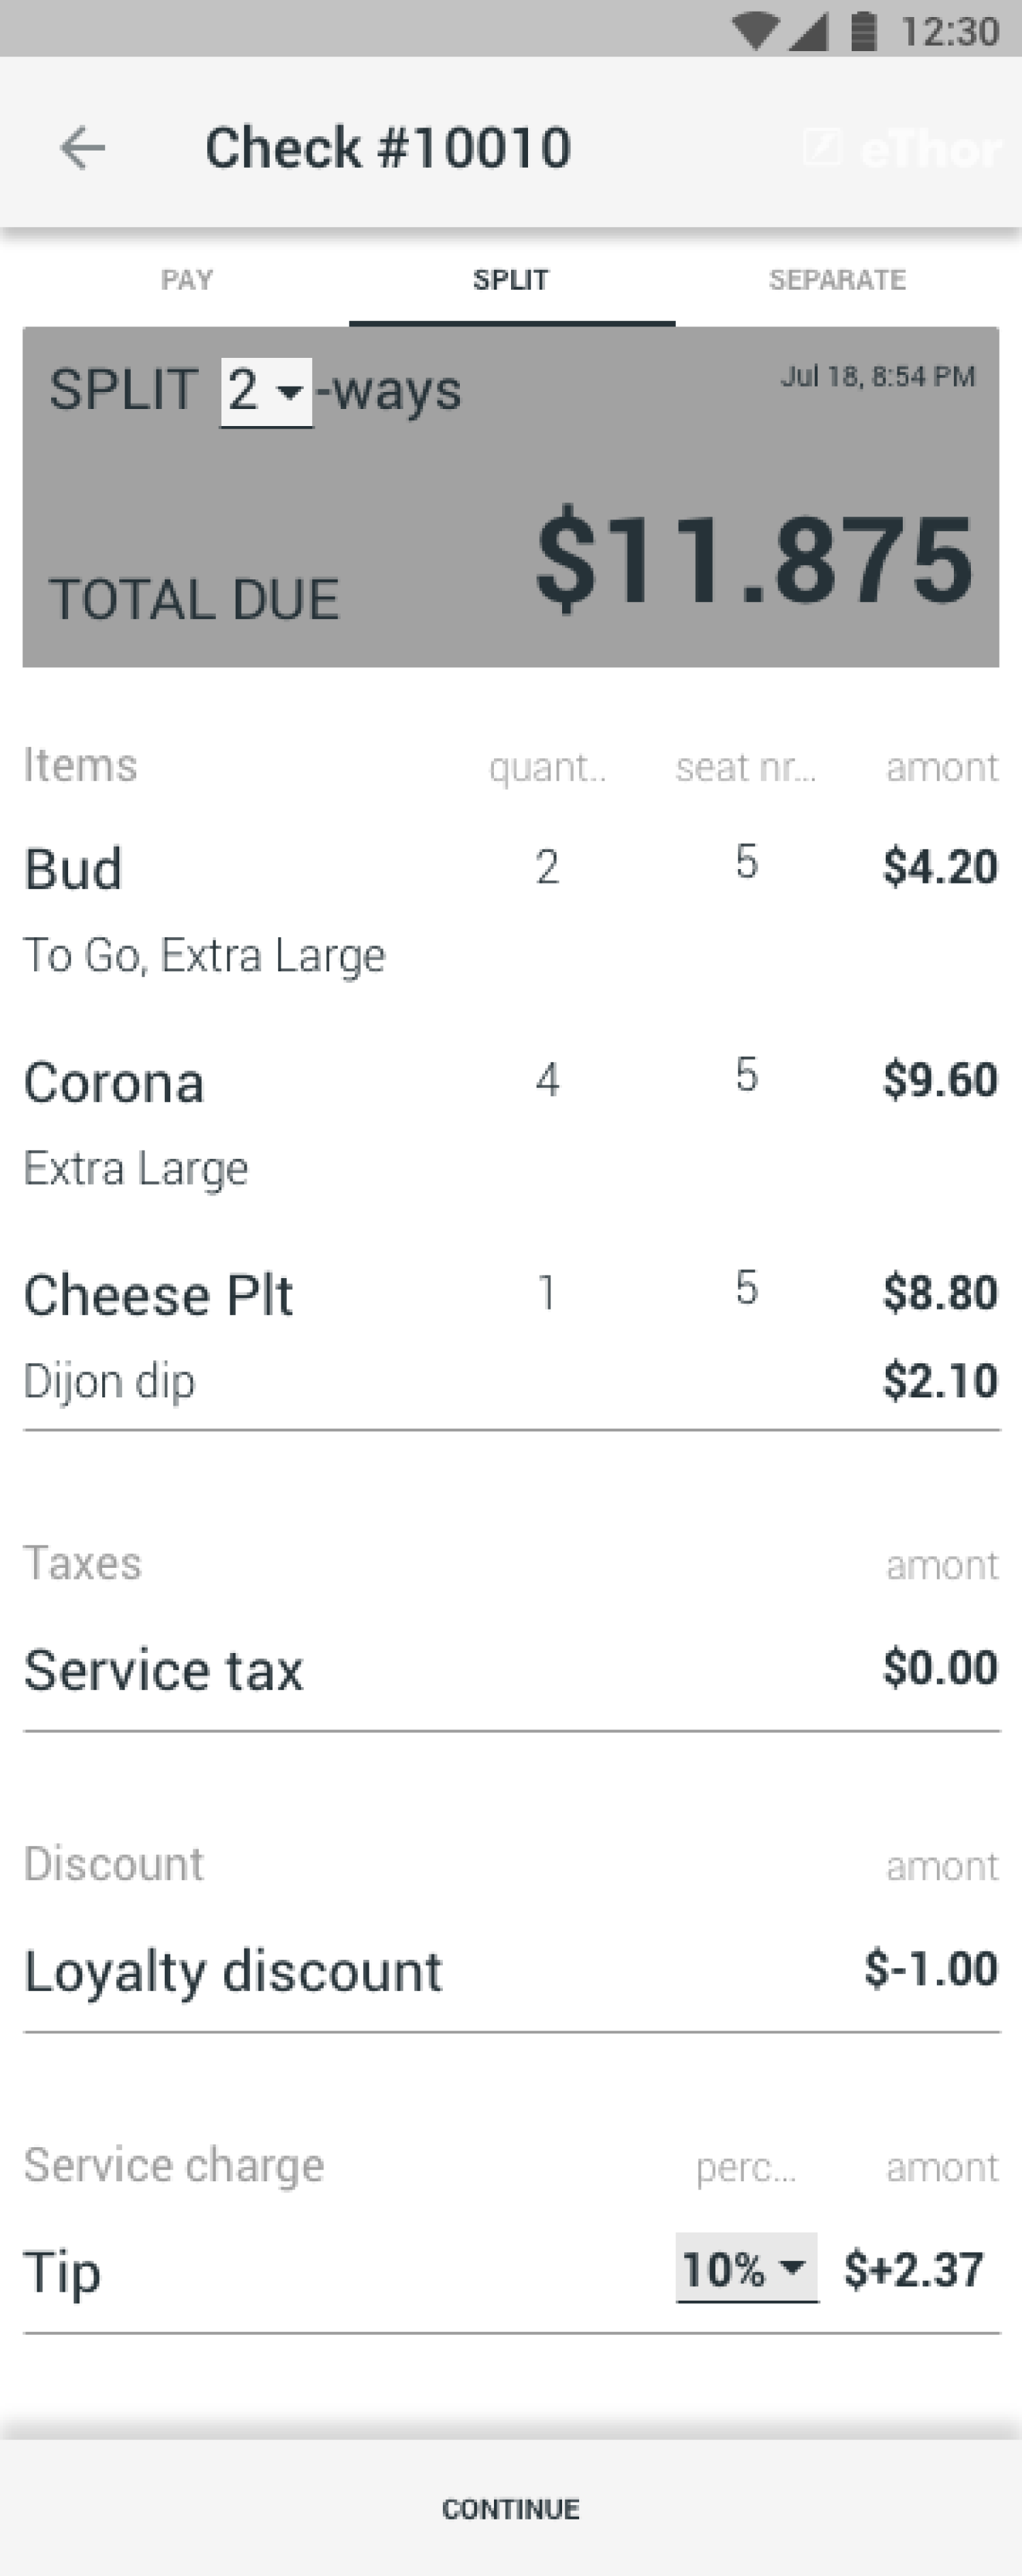 12:30
Check #10010 eThor
PAY SPLIT SEPARATE
SPLIT 2 -ways Jul 18, 8:54 PM
TOTAL DUE $11.875
Items quant.. seat nr... amont
Bud 2 5 $4.20
To Go, Extra Large
Corona 4 5 $9.60
Extra Large
Cheese Plt 1 5 $8.80
Dijon dip $2.10
Taxes amont
Service tax $0.00
Discount amont
Loyalty discount $-1.00
Service charge perc... amont
Tip 10% $+2.37
CONTINUE